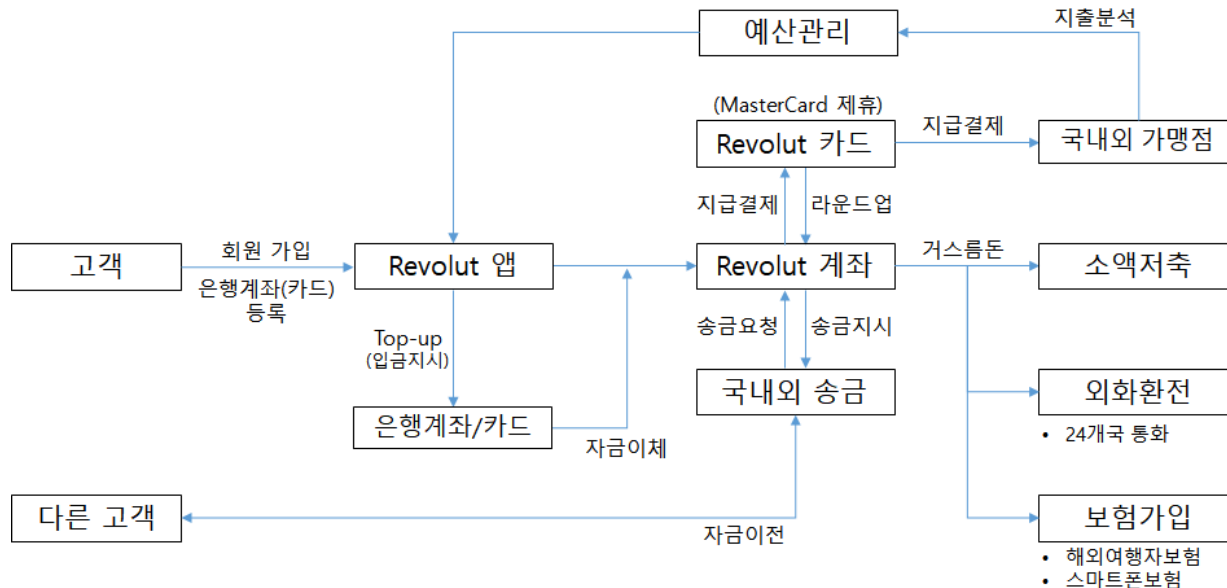 지출분석
예산관리
(MasterCard 제휴)
Revolut 카드
지급결제
국내외 가맹점
지급결제
라운드업
고객
회원 가입
은행계좌(카드)
등록
Revolut 앱
Revolut 계좌
거스름돈
소액저축
Top-up
(입금지시)
송금요청
송금지시
은행계좌/카드
자금이체
국내외 송금
외화환전
• 24개국 통화
다른 고객
자금이전
보험가입
• 해외여행자보험
• 스마트폰보험